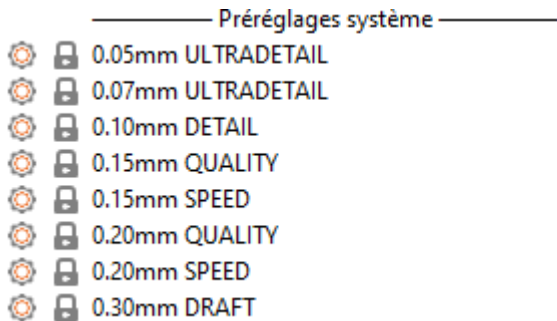 Préréglages système
0.05mm ULTRADETAIL
0.07mm ULTRADETAIL
0.10mm DETAIL
0.15mm QUALITY
0.15mm SPEED
0.20mm QUALITY
0.20mm SPEED
0.30mm DRAFT